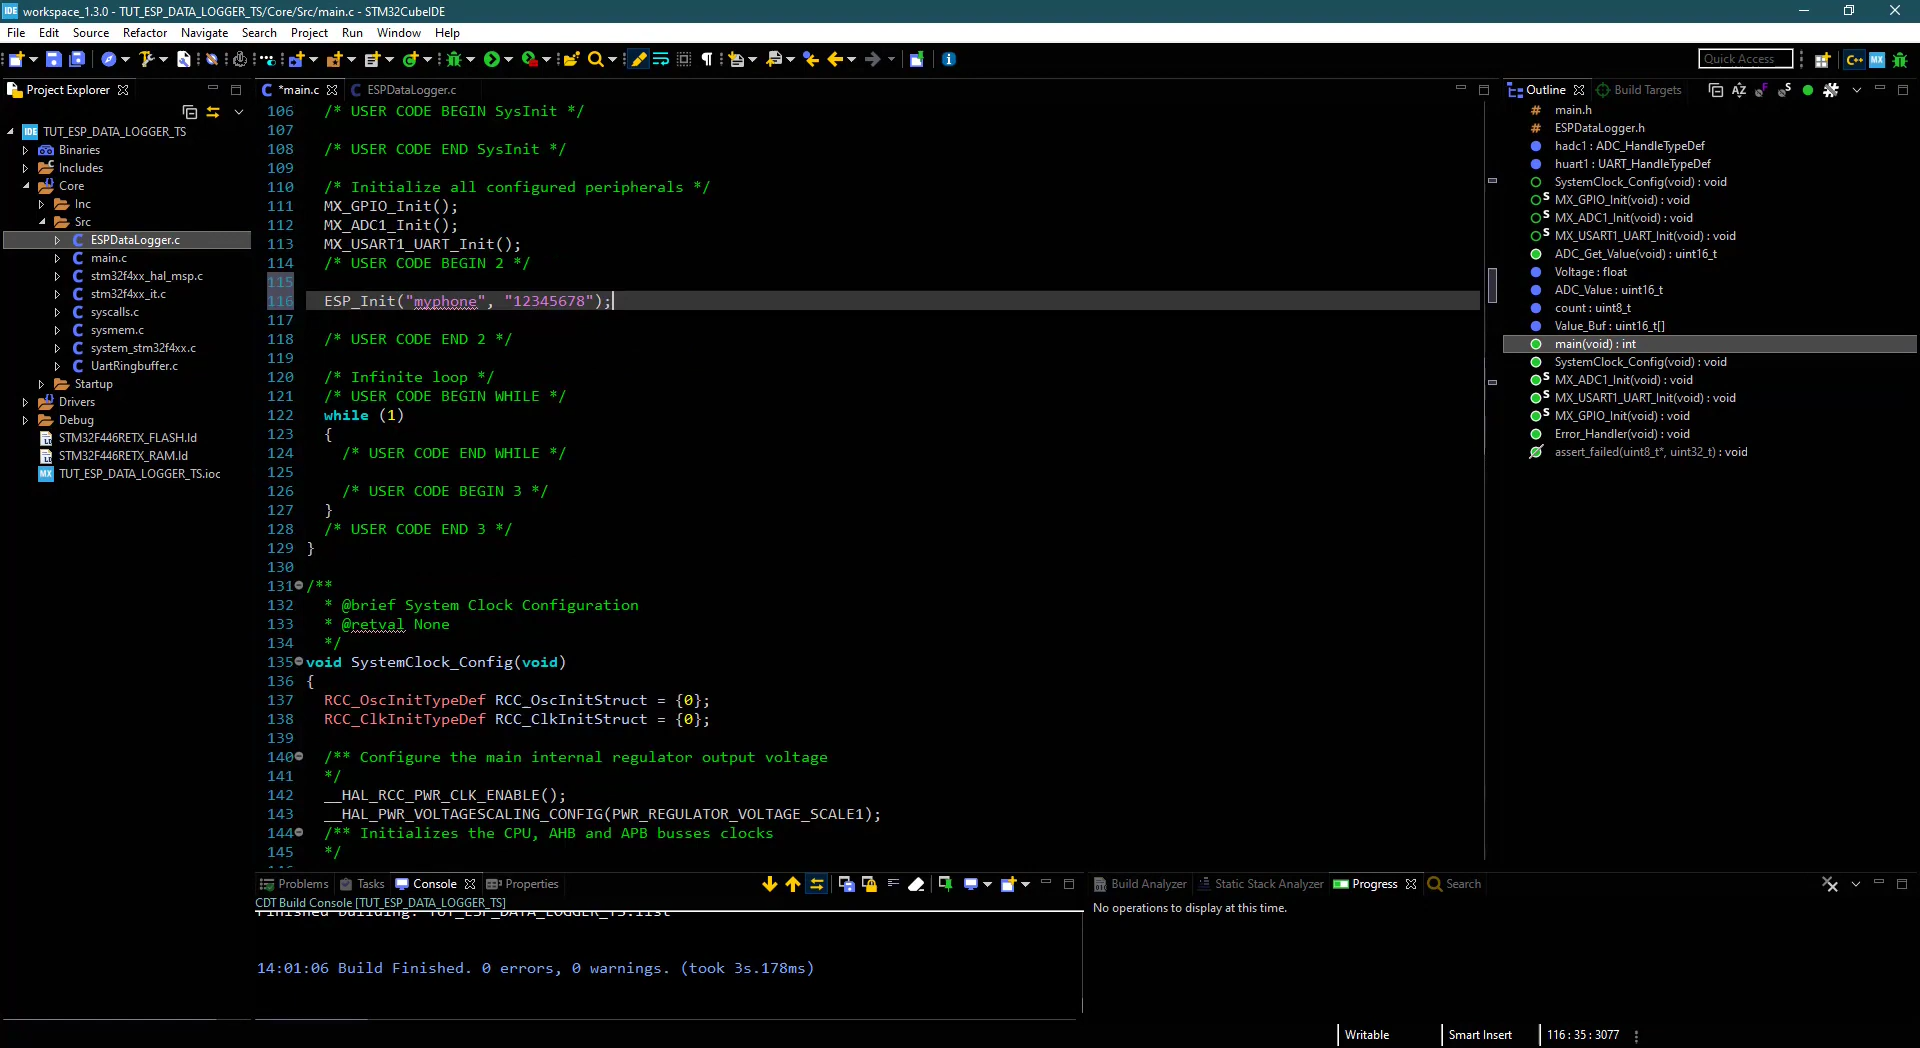 workspace_1.3.0 - TUT_ESP_DATA_LOGGER_TS/Core/Src/main.c - STM32CubeIDE
File Edit Source Refactor Navigate Search Project Run Window Help
Quick Access
Project Explorer
TUT_ESP_DATA_LOGGER_TS
Binaries
Includes
Core
Inc
Src
ESPDataLogger.c
main.c
stm32f4xx_hal_msp.c
stm32f4xx_it.c
syscalls.c
sysmem.c
system_stm32f4xx.c
UartRingbuffer.c
Startup
Drivers
Debug
STM32F446RETX_FLASH.ld
STM32F446RETX_RAM.ld
TUT_ESP_DATA_LOGGER_TS.ioc
*main.c ESPDataLogger.c
106 /* USER CODE BEGIN SysInit */
107
108 /* USER CODE END SysInit */
109
110 /* Initialize all configured peripherals */
111 MX_GPIO_Init();
112 MX_ADC1_Init();
113 MX_USART1_UART_Init();
114 /* USER CODE BEGIN 2 */
115
116 ESP_Init("myphone", "12345678");
117
118 /* USER CODE END 2 */
119
120 /* Infinite loop */
121 /* USER CODE BEGIN WHILE */
122 while (1)
123 {
124 /* USER CODE END WHILE */
125
126 /* USER CODE BEGIN 3 */
127 }
128 /* USER CODE END 3 */
129 }
130
131 /**
132 * @brief System Clock Configuration
133 * @retval None
134 */
135 void SystemClock_Config(void)
136 {
137 RCC_OscInitTypeDef RCC_OscInitStruct = {0};
138 RCC_ClkInitTypeDef RCC_ClkInitStruct = {0};
139
140 /** Configure the main internal regulator output voltage
141 */
142 __HAL_RCC_PWR_CLK_ENABLE();
143 __HAL_PWR_VOLTAGESCALING_CONFIG(PWR_REGULATOR_VOLTAGE_SCALE1);
144 /** Initializes the CPU, AHB and APB busses clocks
145 */
Outline Build Targets
main.h
ESPDataLogger.h
hadc1 : ADC_HandleTypeDef
huart1 : UART_HandleTypeDef
SystemClock_Config(void) : void
MX_GPIO_Init(void) : void
MX_ADC1_Init(void) : void
MX_USART1_UART_Init(void) : void
ADC_Get_Value(void) : uint16_t
Voltage : float
ADC_Value : uint16_t
count : uint8_t
Value_Buf : uint16_t[]
main(void) : int
SystemClock_Config(void) : void
MX_ADC1_Init(void) : void
MX_USART1_UART_Init(void) : void
MX_GPIO_Init(void) : void
Error_Handler(void) : void
assert_failed(uint8_t*, uint32_t) : void
Problems Tasks Console Properties
CDT Build Console [TUT_ESP_DATA_LOGGER_TS]
Finished building: TUT_ESP_DATA_LOGGER_TS.list
14:01:06 Build Finished. 0 errors, 0 warnings. (took 3s.178ms)
Build Analyzer Static Stack Analyzer Progress Search
No operations to display at this time.
Writable Smart Insert 116 : 35 : 3077